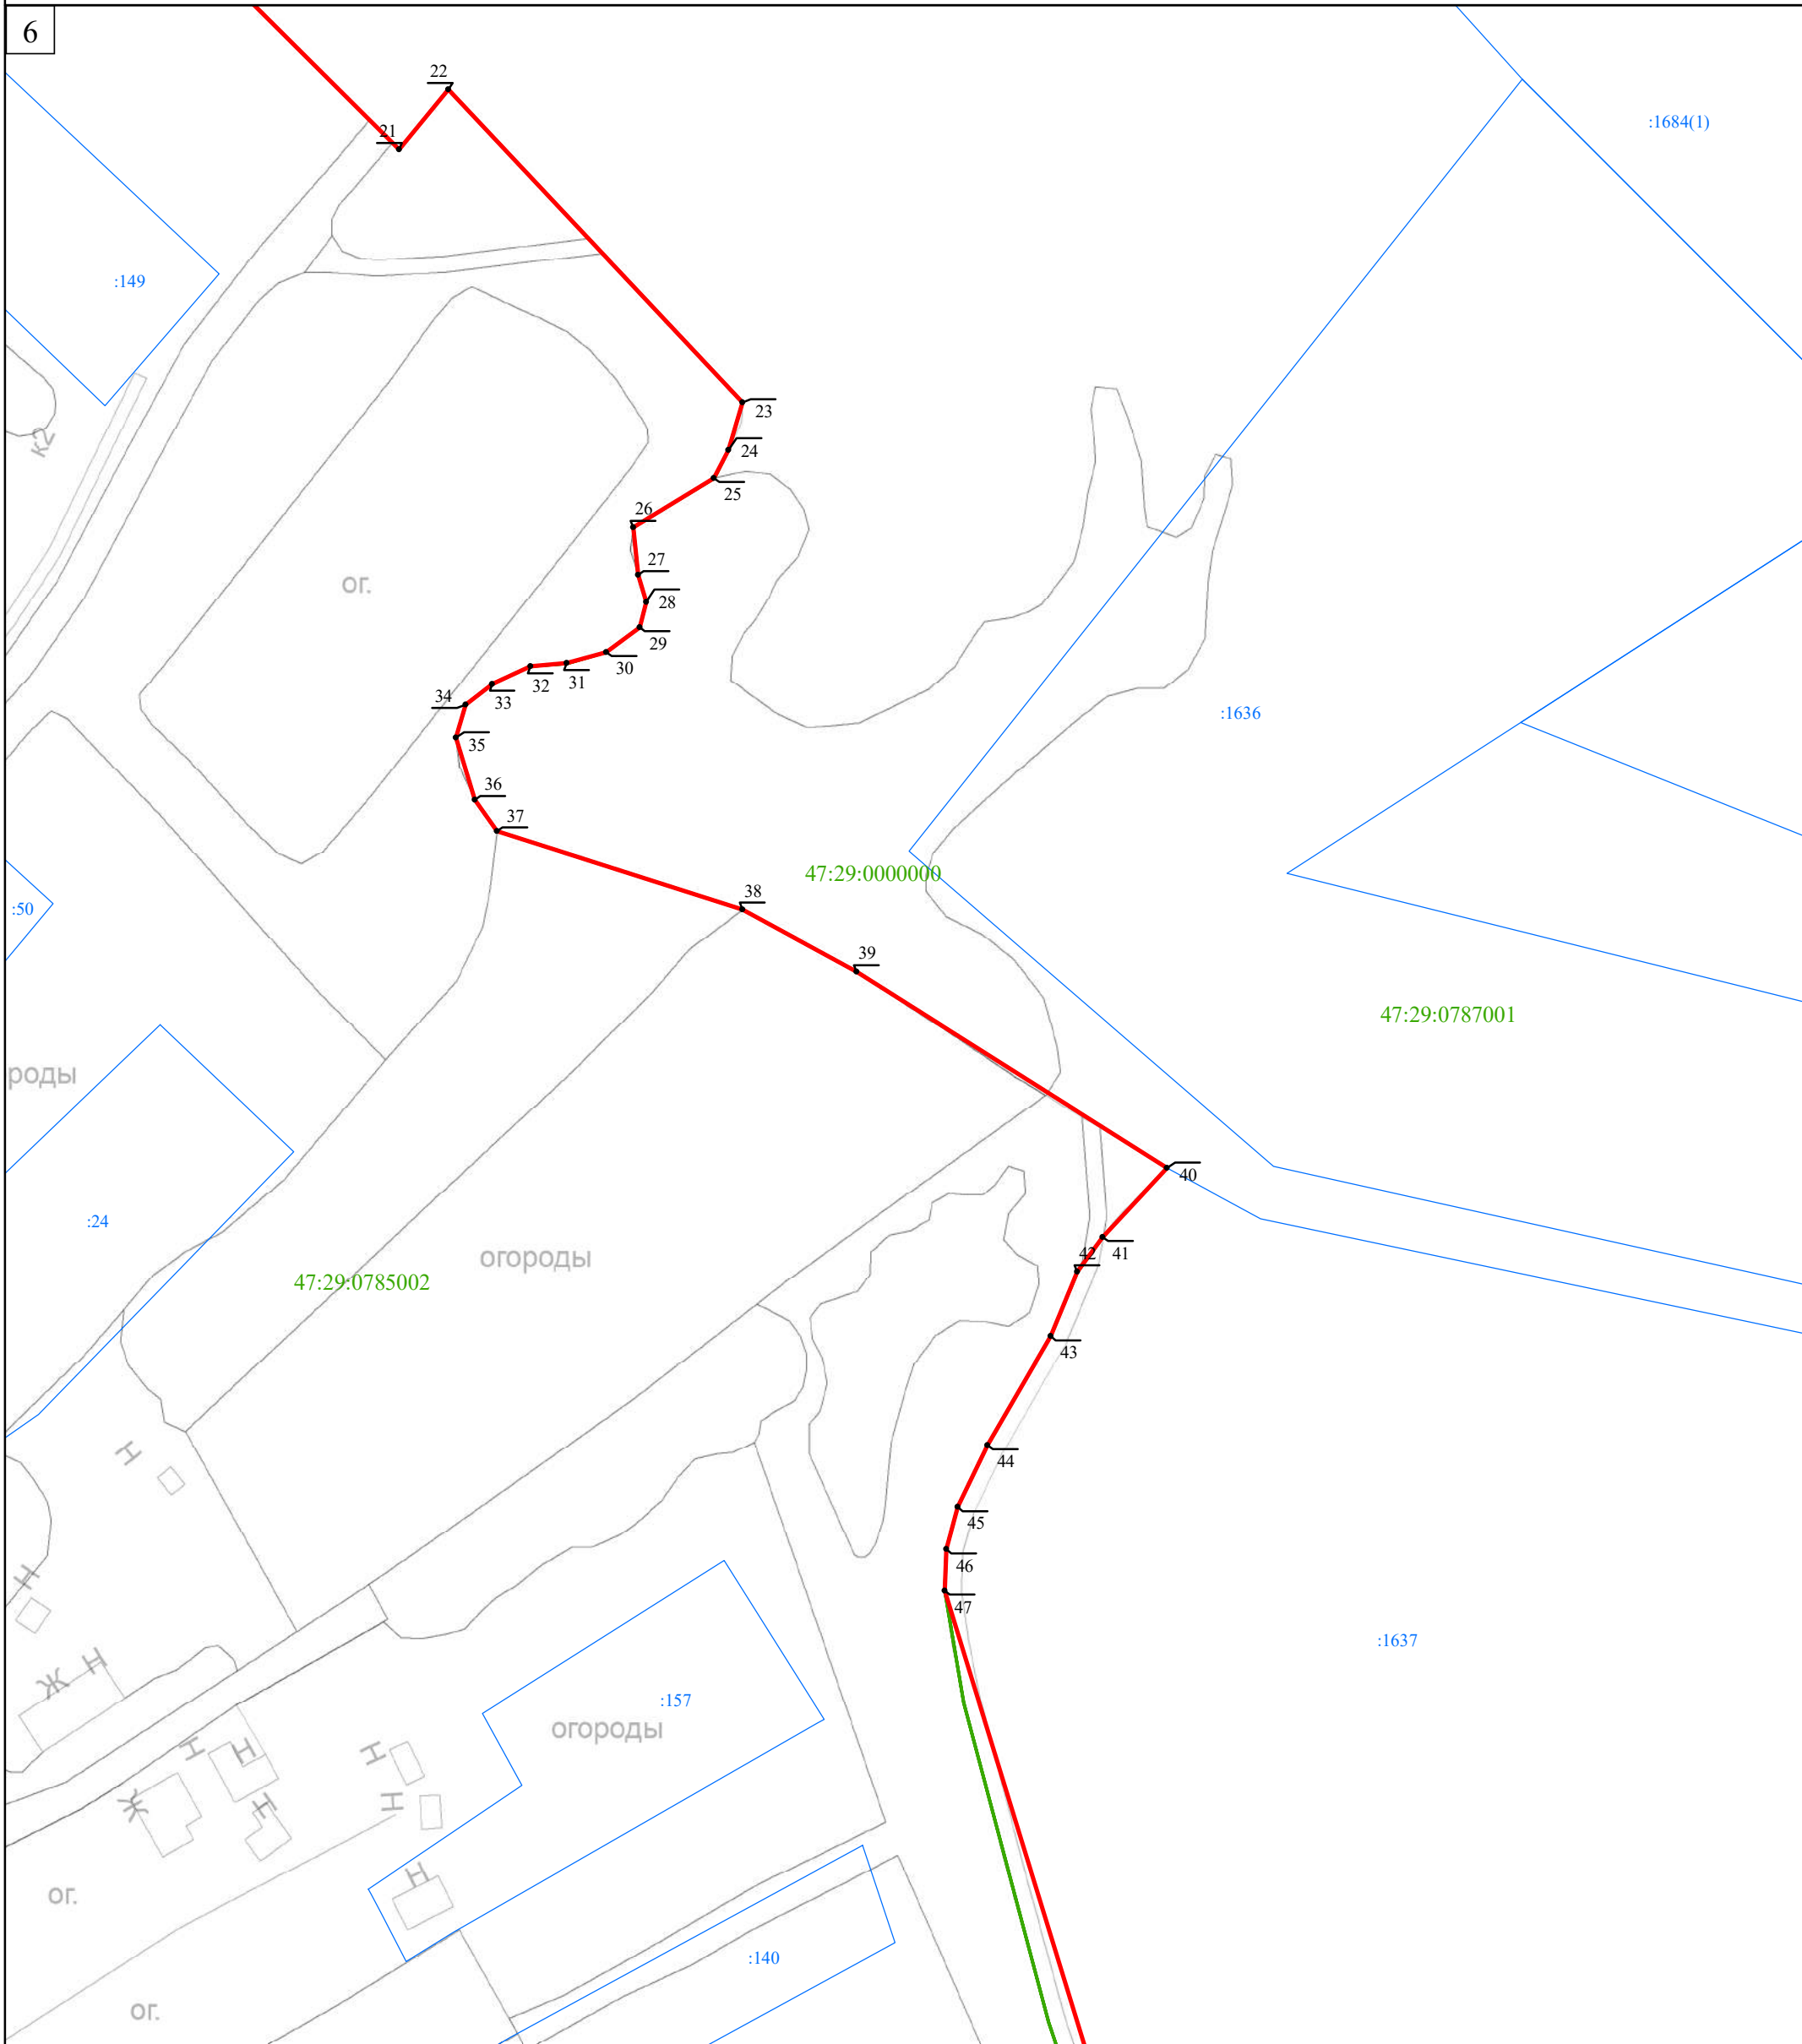 6
22
21
:1684(1)
:149
23
24
25
к2
26
27
ог.
28
29
30
31
32
33
34
:1636
35
36
37
47:29:0000000
38
:50
39
47:29:0787001
роды
40
:24
огороды
42
41
47:29:0785002
43
Н
44
45
46
Н
47
:1637
Н
Ж
:157
огороды
Н
Н
Н
Ж
Н
Н
Н
ог.
:140
ог.